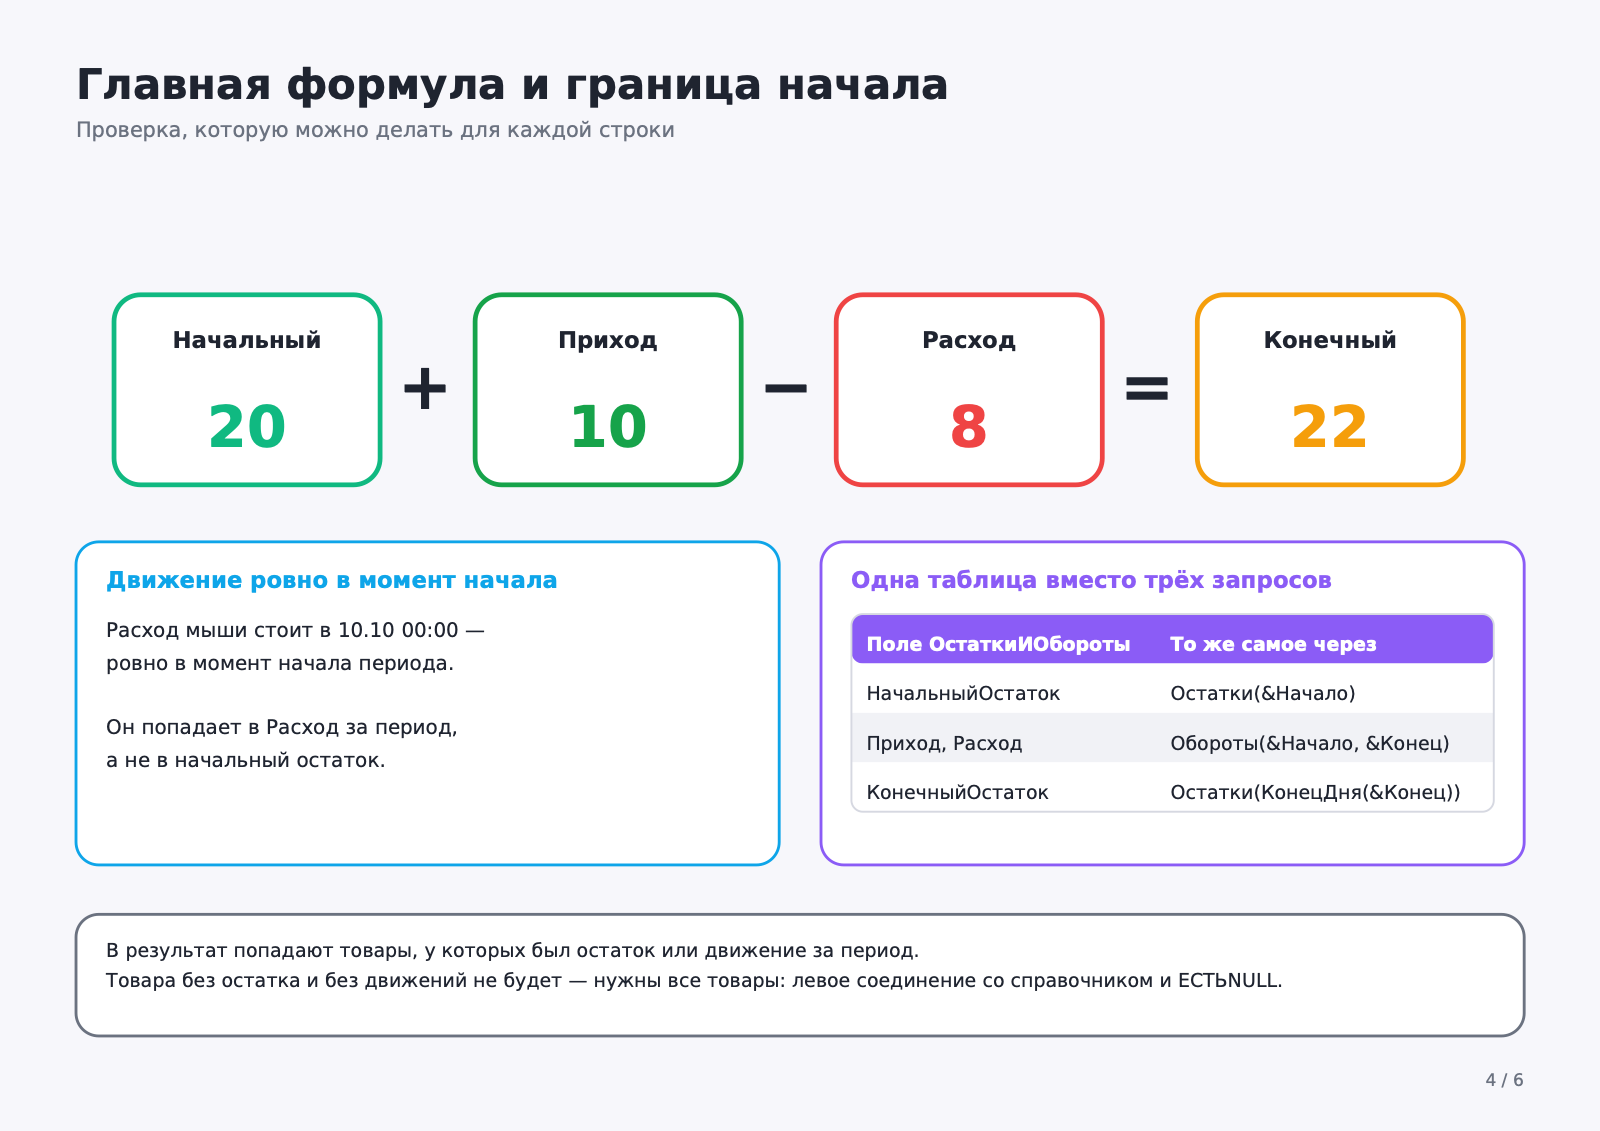 Главная формула и граница начала
Проверка, которую можно делать для каждой строки
Начальный
20
+
Приход
10
−
Расход
8
=
Конечный
22
Движение ровно в момент начала
Расход мыши стоит в 10.10 00:00 —
ровно в момент начала периода.
Он попадает в Расход за период,
а не в начальный остаток.
Одна таблица вместо трёх запросов
Поле ОстаткиИОбороты То же самое через
НачальныйОстаток Остатки(&Начало)
Приход, Расход Обороты(&Начало, &Конец)
КонечныйОстаток Остатки(КонецДня(&Конец))
В результат попадают товары, у которых был остаток или движение за период.
Товара без остатка и без движений не будет — нужны все товары: левое соединение со справочником и ЕСТЬNULL.
4 / 6